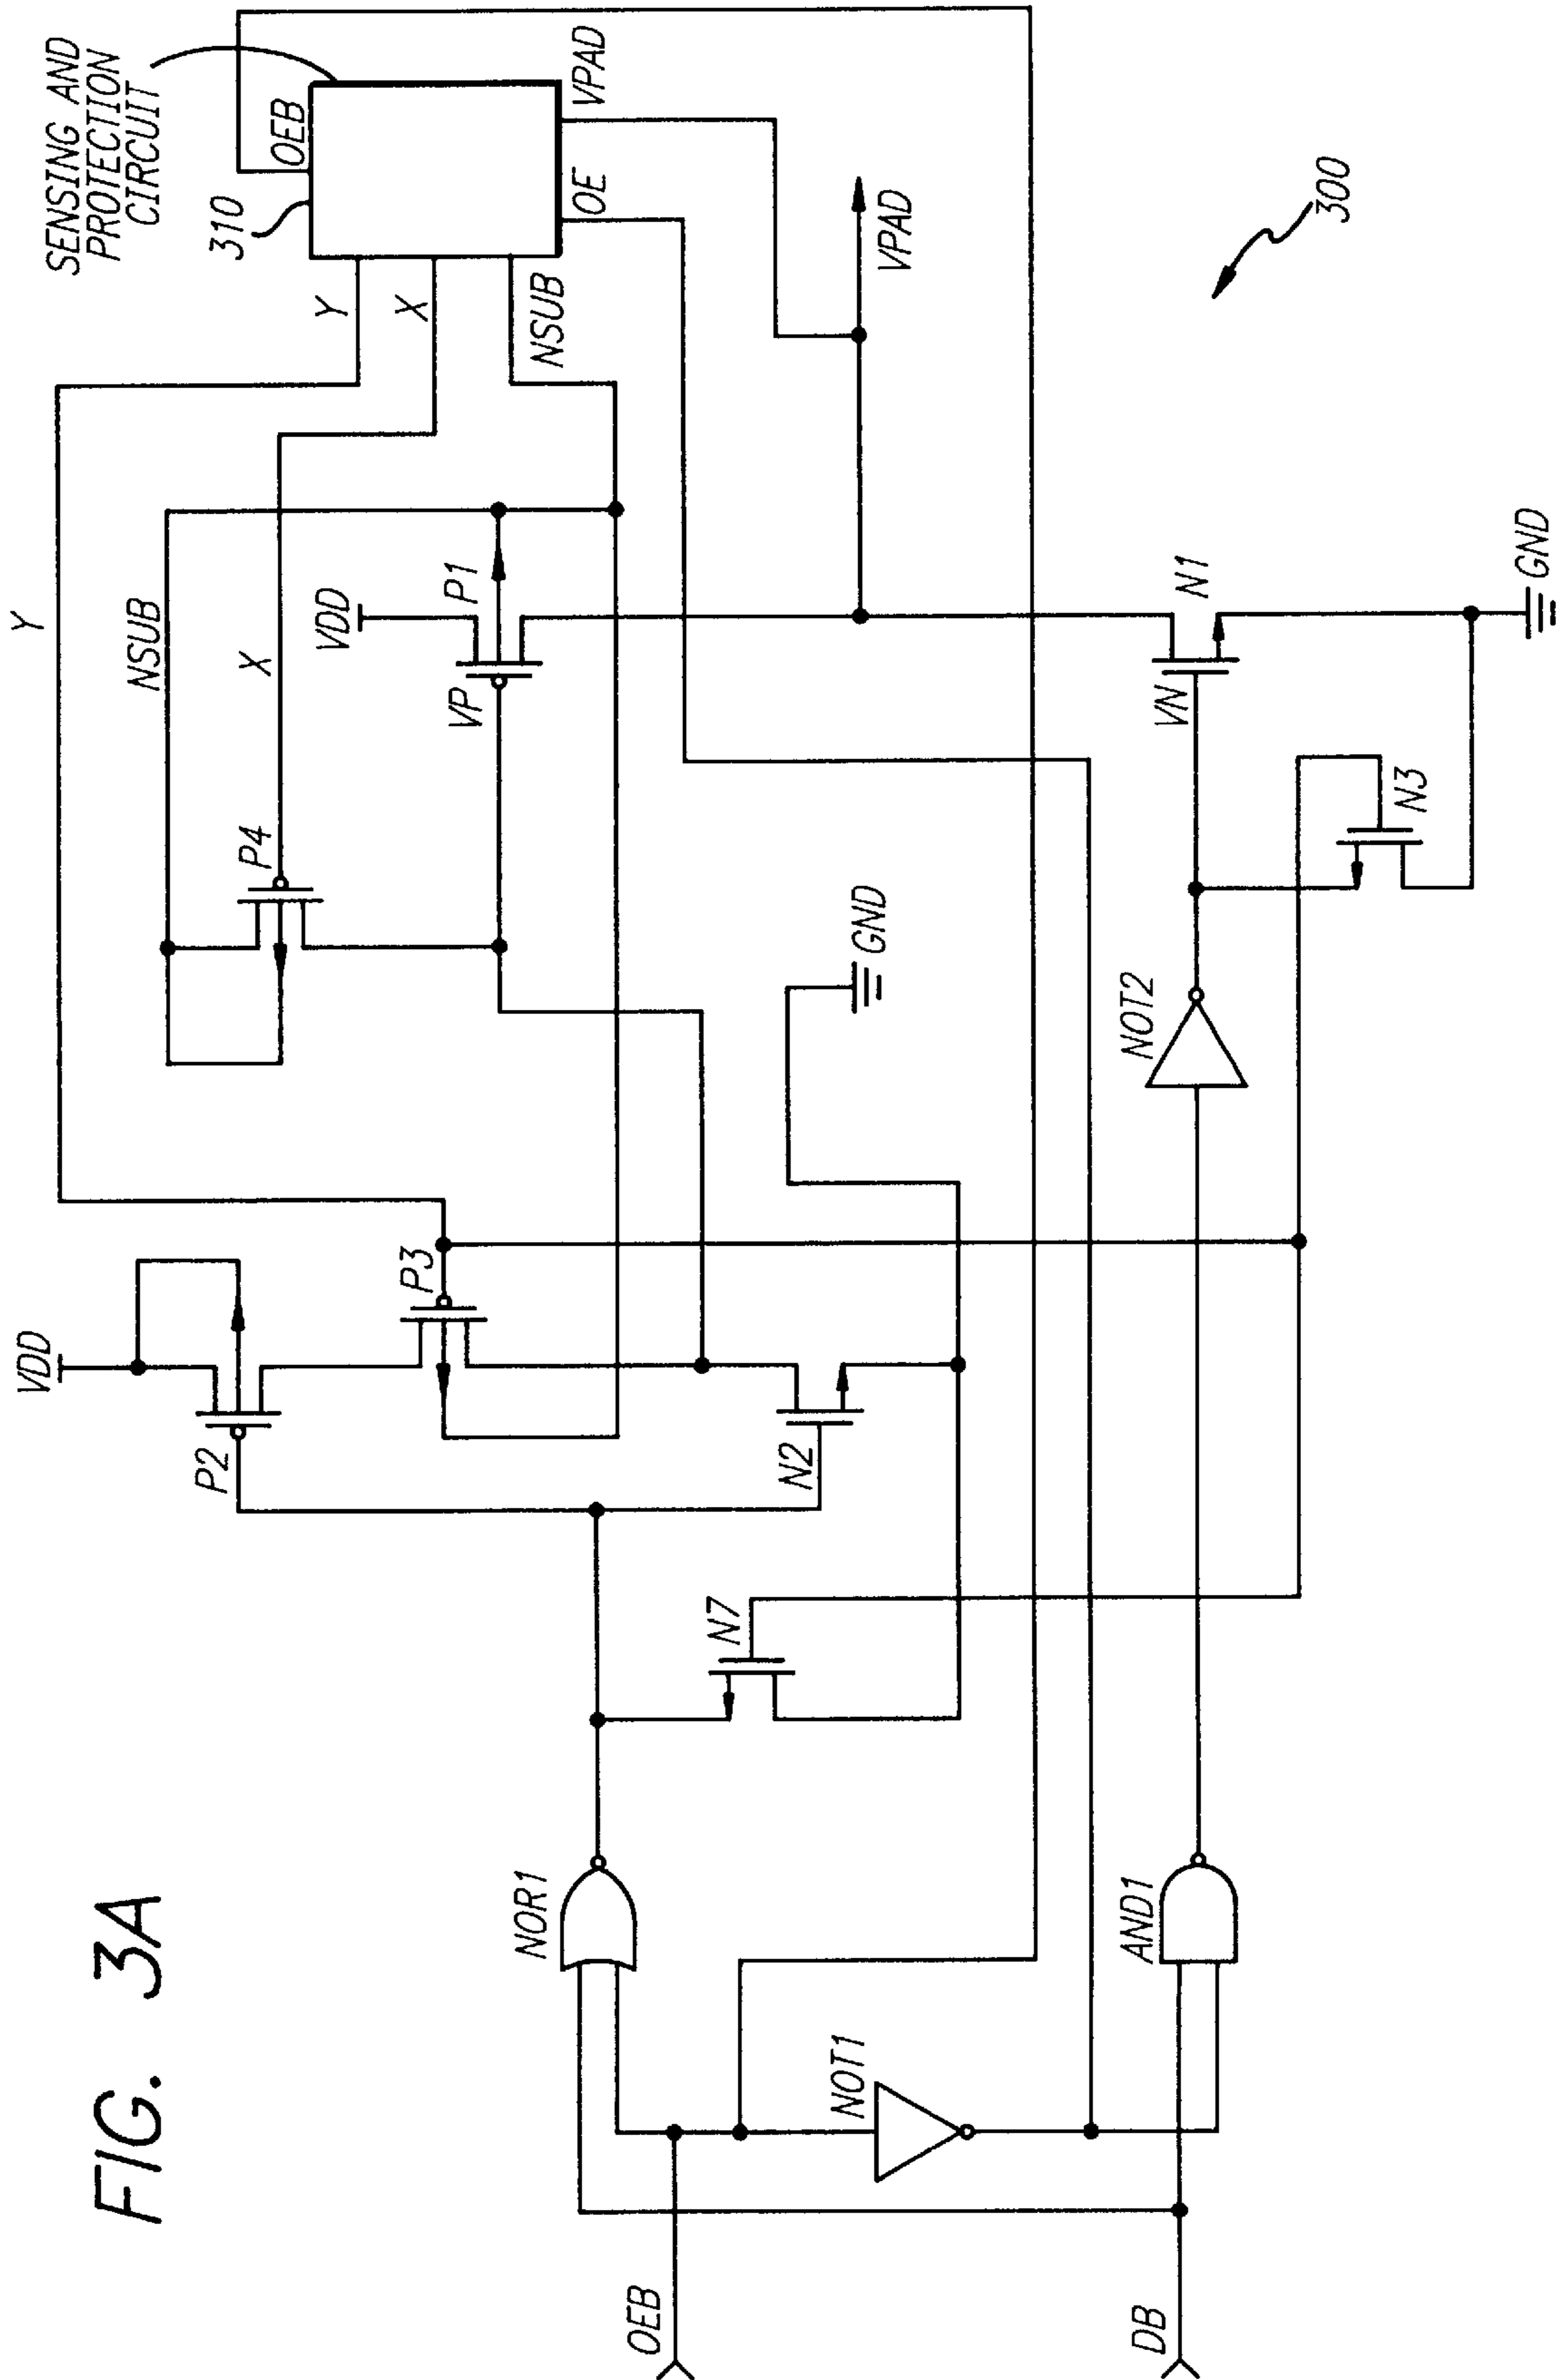 FIG. 3A
SENSING AND
PROTECTION
CIRCUIT
310
OEB
Y
X
NSUB
OE
VPAD
Y
NSUB
X
P4
VDD
P1
VP
VPAD
300
VDD
P2
P3
N2
GND
N7
NOR1
NOT1
AND1
NOT2
VN
N1
N3
GND
OEB
DB